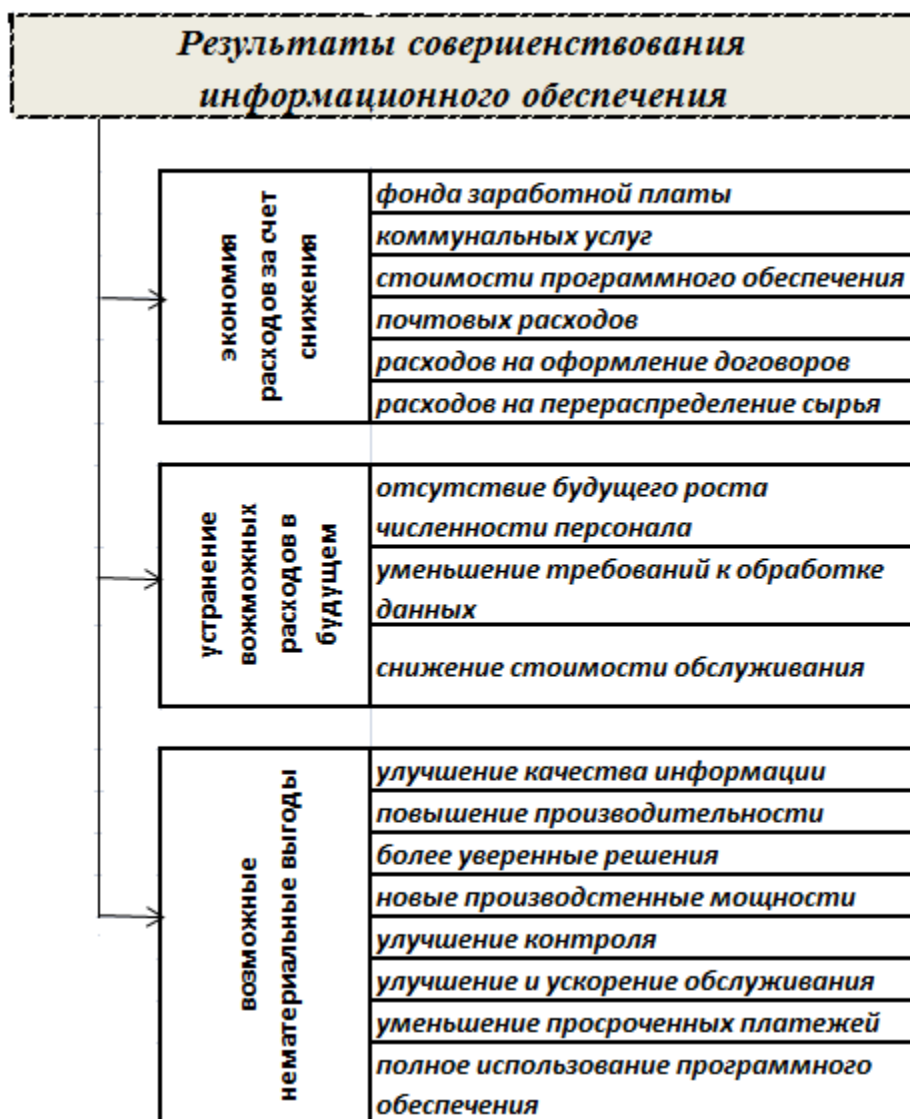 Результаты совершенствования
информационного обеспечения
экономия
расходов за счет
снижения
фонда заработной платы
коммунальных услуг
стоимости программного обеспечения
почтовых расходов
расходов на оформление договоров
расходов на перераспределение сырья
устранение
вожможных
расходов в
будущем
отсутствие будущего роста
численности персонала
уменьшение требований к обработке
данных
снижение стоимости обслуживания
возможные
нематериальные выгоды
улучшение качества информации
повышение производительности
более уверенные решения
новые производстенные мощности
улучшение контроля
улучшение и ускорение обслуживания
уменьшение просроченных платежей
полное использование программного
обеспечения